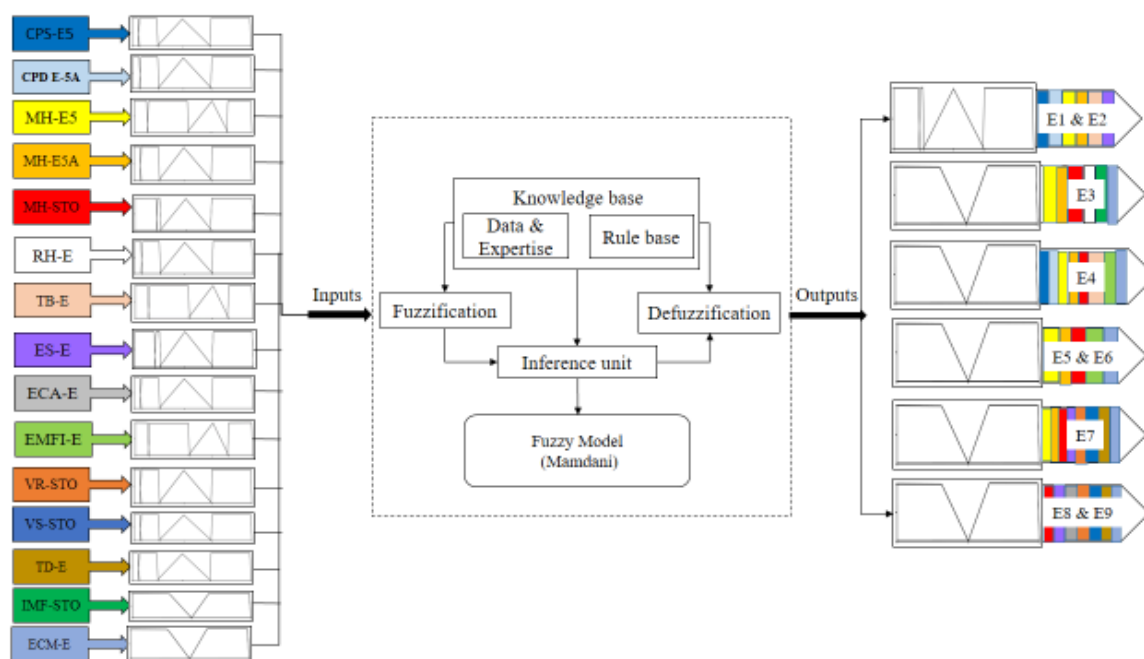 CPS-E5
CPD E-5A
MH-E5
MH-E5A
MH-STO
RH-E
TB-E
ES-E
ECA-E
EMFI-E
VR-STO
VS-STO
TD-E
IMF-STO
ECM-E
Inputs
Knowledge base
Data &
Expertise
Rule base
Fuzzification
Defuzzification
Inference unit
Fuzzy Model
(Mamdani)
Outputs
E1 & E2
E3
E4
E5 & E6
E7
E8 & E9